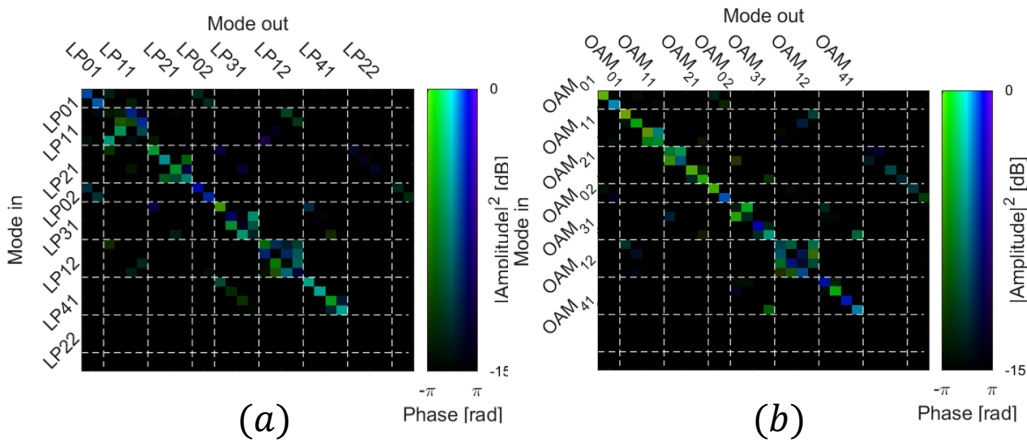 Mode out
LP01 LP11 LP21 LP02 LP31 LP12 LP41 LP22
LP01
LP11
LP21
LP02
LP31
LP12
LP41
LP22
Mode in
0
-15
|Amplitude|² [dB]
-π π
Phase [rad]
(a)
Mode out
OAM01 OAM11 OAM21 OAM02 OAM31 OAM12 OAM41
OAM01
OAM11
OAM21
OAM02
OAM31
OAM12
OAM41
Mode in
0
-15
|Amplitude|² [dB]
-π π
Phase [rad]
(b)